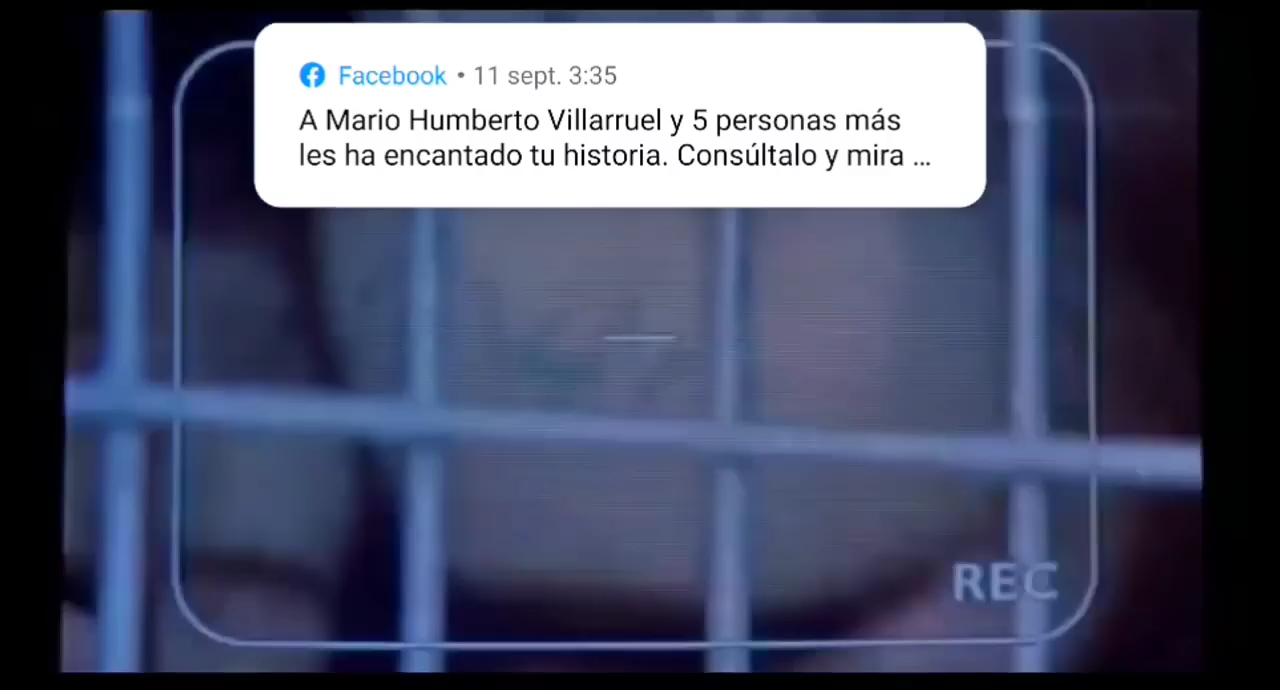 Facebook • 11 sept. 3:35
A Mario Humberto Villarruel y 5 personas más
les ha encantado tu historia. Consúltalo y mira ...
REC